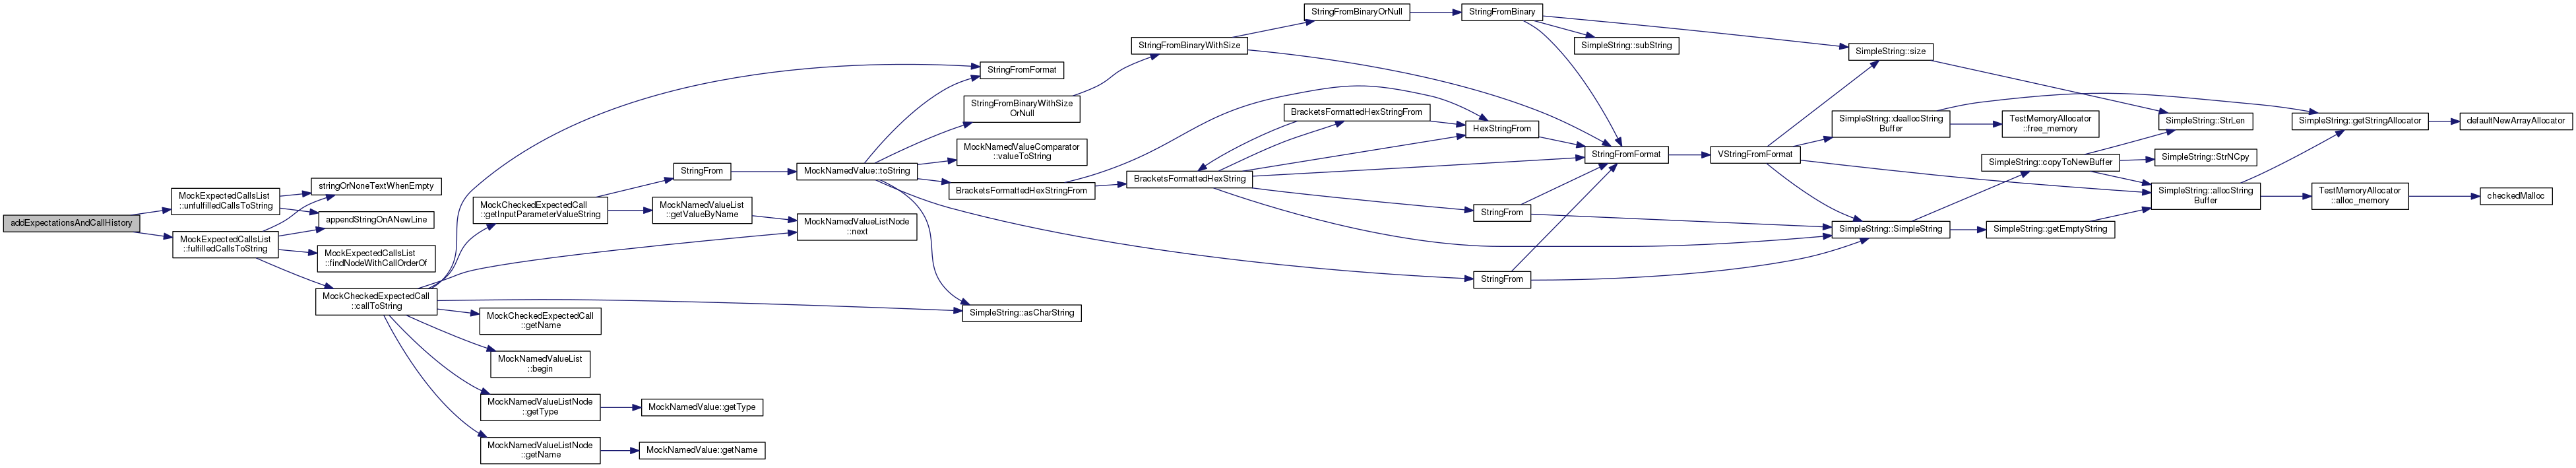 addExpectationsAndCallHistory
MockExpectedCallsList
::unfulfilledCallsToString
MockExpectedCallsList
::fulfilledCallsToString
stringOrNoneTextWhenEmpty
appendStringOnANewLine
MockExpectedCallsList
::findNodeWithCallOrderOf
MockCheckedExpectedCall
::callToString
MockCheckedExpectedCall
::getInputParameterValueString
MockCheckedExpectedCall
::getName
MockNamedValueList
::begin
MockNamedValueListNode
::getType
MockNamedValueListNode
::getName
StringFrom
MockNamedValueList
::getValueByName
MockNamedValue::getType
MockNamedValue::getName
MockNamedValue::toString
MockNamedValueListNode
::next
StringFromFormat
StringFromBinaryWithSize
OrNull
MockNamedValueComparator
::valueToString
BracketsFormattedHexStringFrom
SimpleString::asCharString
StringFromBinaryWithSize
BracketsFormattedHexString
StringFromBinaryOrNull
BracketsFormattedHexStringFrom
StringFromBinary
HexStringFrom
StringFrom
StringFrom
SimpleString::subString
StringFromFormat
VStringFromFormat
SimpleString::size
SimpleString::deallocString
Buffer
SimpleString::SimpleString
TestMemoryAllocator
::free_memory
SimpleString::copyToNewBuffer
SimpleString::getEmptyString
SimpleString::StrLen
SimpleString::StrNCpy
SimpleString::allocString
Buffer
SimpleString::getStringAllocator
TestMemoryAllocator
::alloc_memory
defaultNewArrayAllocator
checkedMalloc